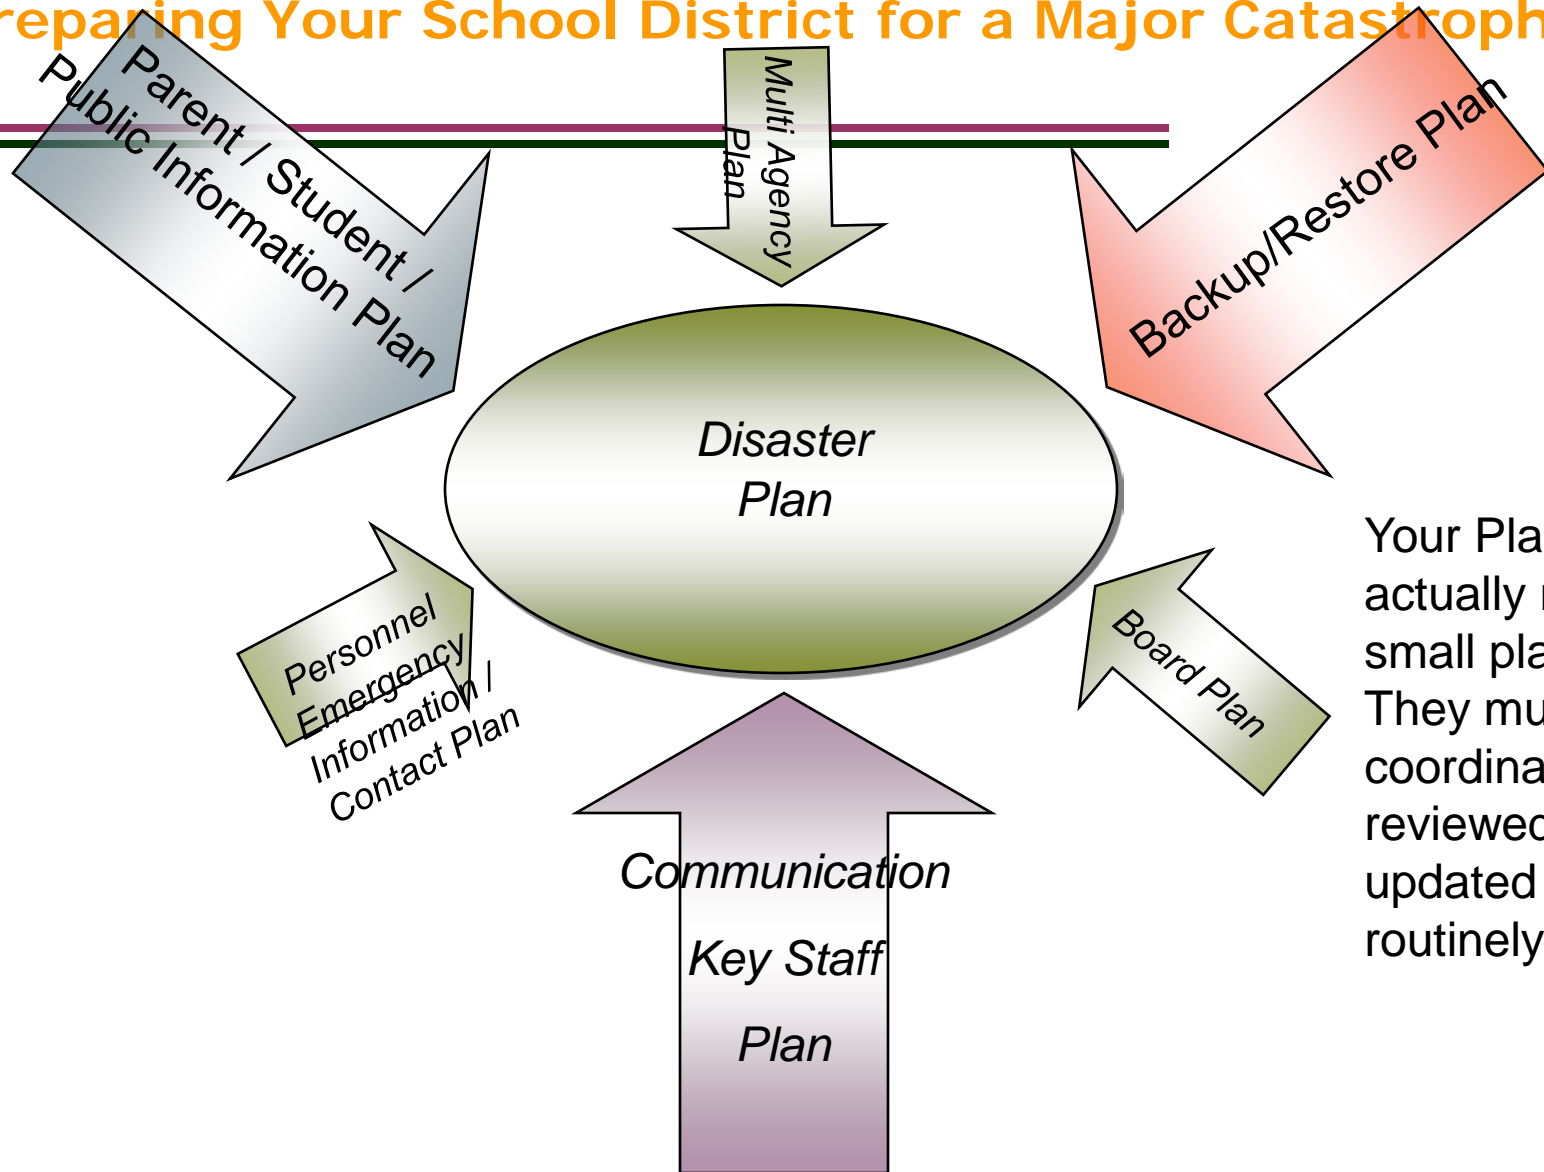 reparing Your School District for a Major Catastroph
Parent / Student /
Public Information Plan
Multi Agency
Plan
Backup/Restore Plan
Disaster
Plan
Personnel
Emergency
Information /
Contact Plan
Board Plan
Communication
Key Staff
Plan
Your Pla
actually
small pla
They mu
coordina
reviewed
updated
routinely